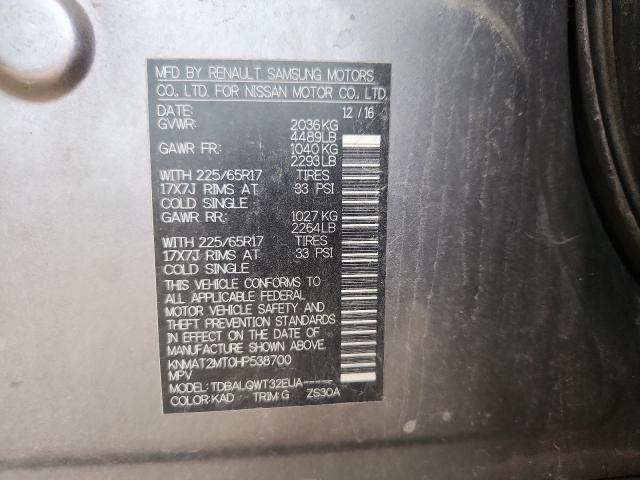 MFD BY RENAULT SAMSUNG MOTORS
CO., LTD. FOR NISSAN MOTOR CO., LTD.
DATE: 12 / 16
GVWR: 2036 KG
4489LB
GAWR FR: 1040 KG
2293LB
WITH 225/65R17 TIRES
17X7J RIMS AT 33 PSI
COLD SINGLE
GAWR RR: 1027 KG
2264LB
WITH 225/65R17 TIRES
17X7J RIMS AT 33 PSI
COLD SINGLE
THIS VEHICLE CONFORMS TO
ALL APPLICABLE FEDERAL
MOTOR VEHICLE SAFETY AND
THEFT PREVENTION STANDARDS
IN EFFECT ON THE DATE OF
MANUFACTURE SHOWN ABOVE.
KNMAT2MT0HP538700
MPV
MODEL: TDBALGWT32EUA-----
COLOR: KAD TRIM: G ZS30A